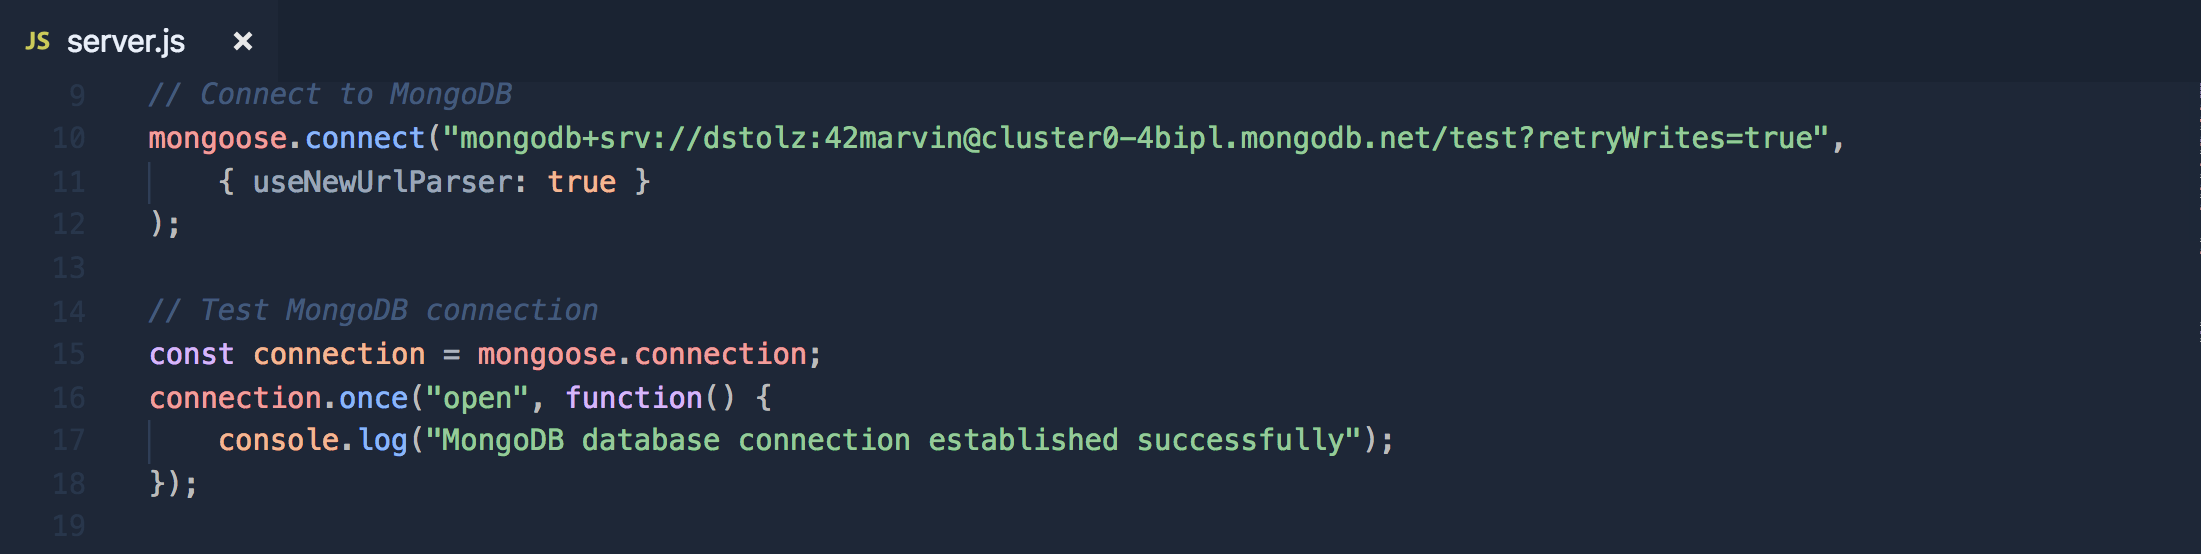 JS server.js ×
9 // Connect to MongoDB
10 mongoose.connect("mongodb+srv://dstolz:42marvin@cluster0-4bipl.mongodb.net/test?retryWrites=true",
11 { useNewUrlParser: true }
12 );
13
14 // Test MongoDB connection
15 const connection = mongoose.connection;
16 connection.once("open", function() {
17 console.log("MongoDB database connection established successfully");
18 });
19